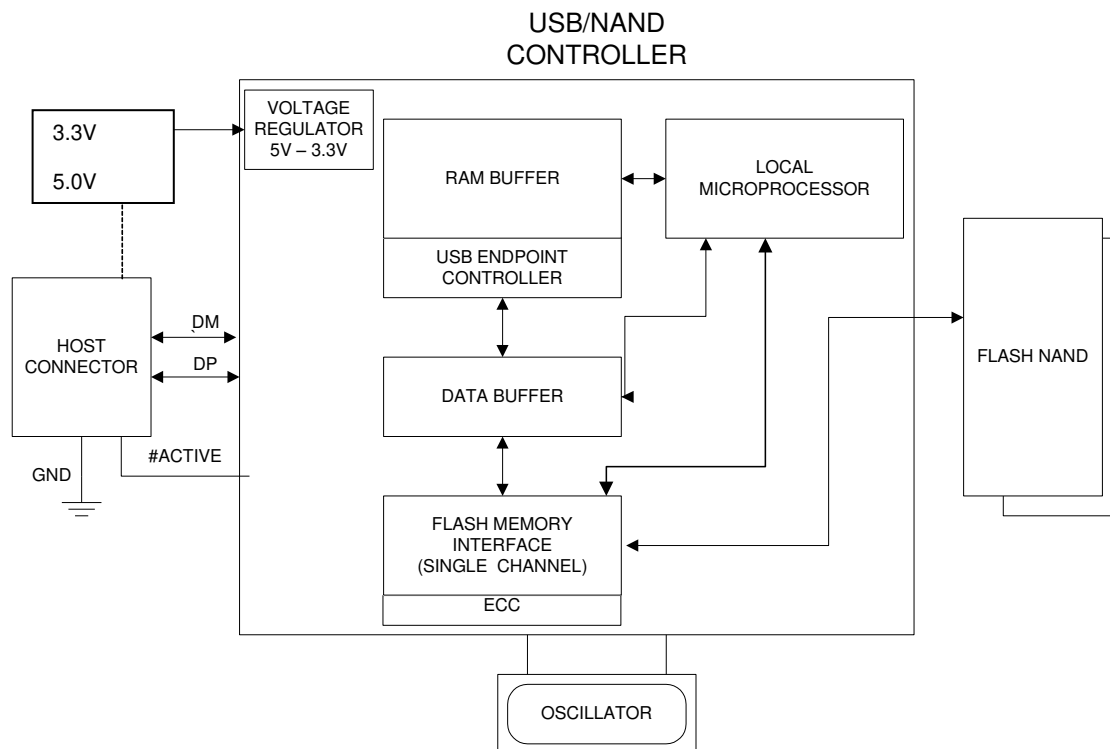 USB/NAND
CONTROLLER
3.3V
5.0V
VOLTAGE
REGULATOR
5V – 3.3V
RAM BUFFER
LOCAL
MICROPROCESSOR
USB ENDPOINT
CONTROLLER
HOST
CONNECTOR
`DM
DP
DATA BUFFER
FLASH NAND
#ACTIVE
GND
FLASH MEMORY
INTERFACE
(SINGLE CHANNEL)
ECC
OSCILLATOR